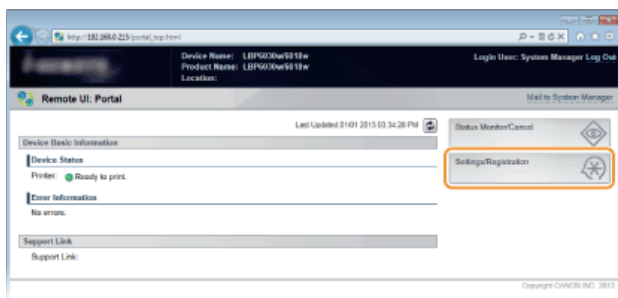 http://192.168.0.215/portal_top.html
Device Name: LBP6030w/6018w
Product Name: LBP6030w/6018w
Location:
Login User: System Manager Log Out
Remote UI: Portal
Mail to System Manager
Last Updated 01/01 2013 03:34:28 PM
Device Basic Information
Device Status
Printer: Ready to print.
Error Information
No errors.
Support Link
Support Link:
Status Monitor/Cancel
Settings/Registration
Copyright CANON INC. 2013